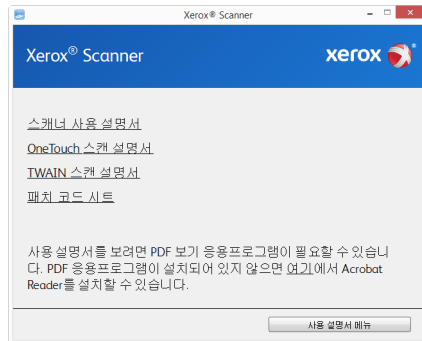 Xerox® Scanner
Xerox® Scanner
xerox
스캐너 사용 설명서
OneTouch 스캔 설명서
TWAIN 스캔 설명서
패치 코드 시트
사용 설명서를 보려면 PDF 보기 응용프로그램이 필요할 수 있습니
다. PDF 응용프로그램이 설치되어 있지 않으면 여기에서 Acrobat
Reader를 설치할 수 있습니다.
사용 설명서 메뉴